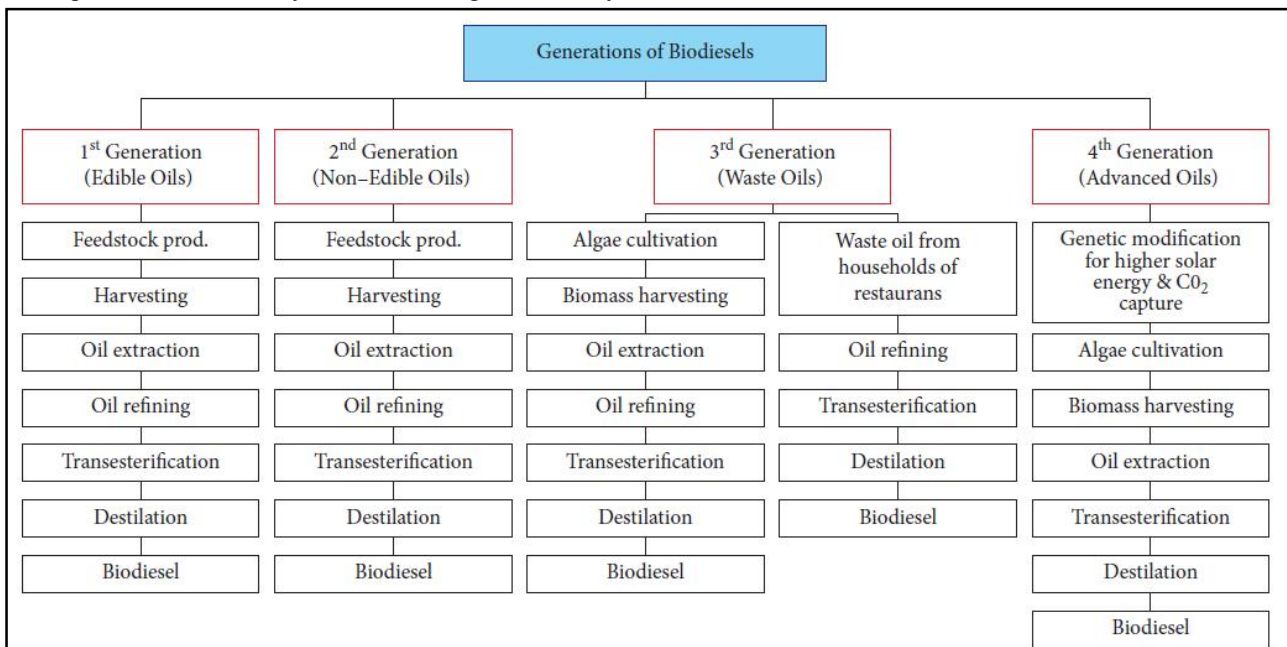 Generations of Biodiesels
1st Generation
(Edible Oils)
Feedstock prod.
Harvesting
Oil extraction
Oil refining
Transesterification
Destilation
Biodiesel
2nd Generation
(Non–Edible Oils)
Feedstock prod.
Harvesting
Oil extraction
Oil refining
Transesterification
Destilation
Biodiesel
3rd Generation
(Waste Oils)
Algae cultivation
Biomass harvesting
Oil extraction
Oil refining
Transesterification
Destilation
Biodiesel
Waste oil from
households of
restaurans
Oil refining
Transesterification
Destilation
Biodiesel
4th Generation
(Advanced Oils)
Genetic modification
for higher solar
energy & C02
capture
Algae cultivation
Biomass harvesting
Oil extraction
Transesterification
Destilation
Biodiesel